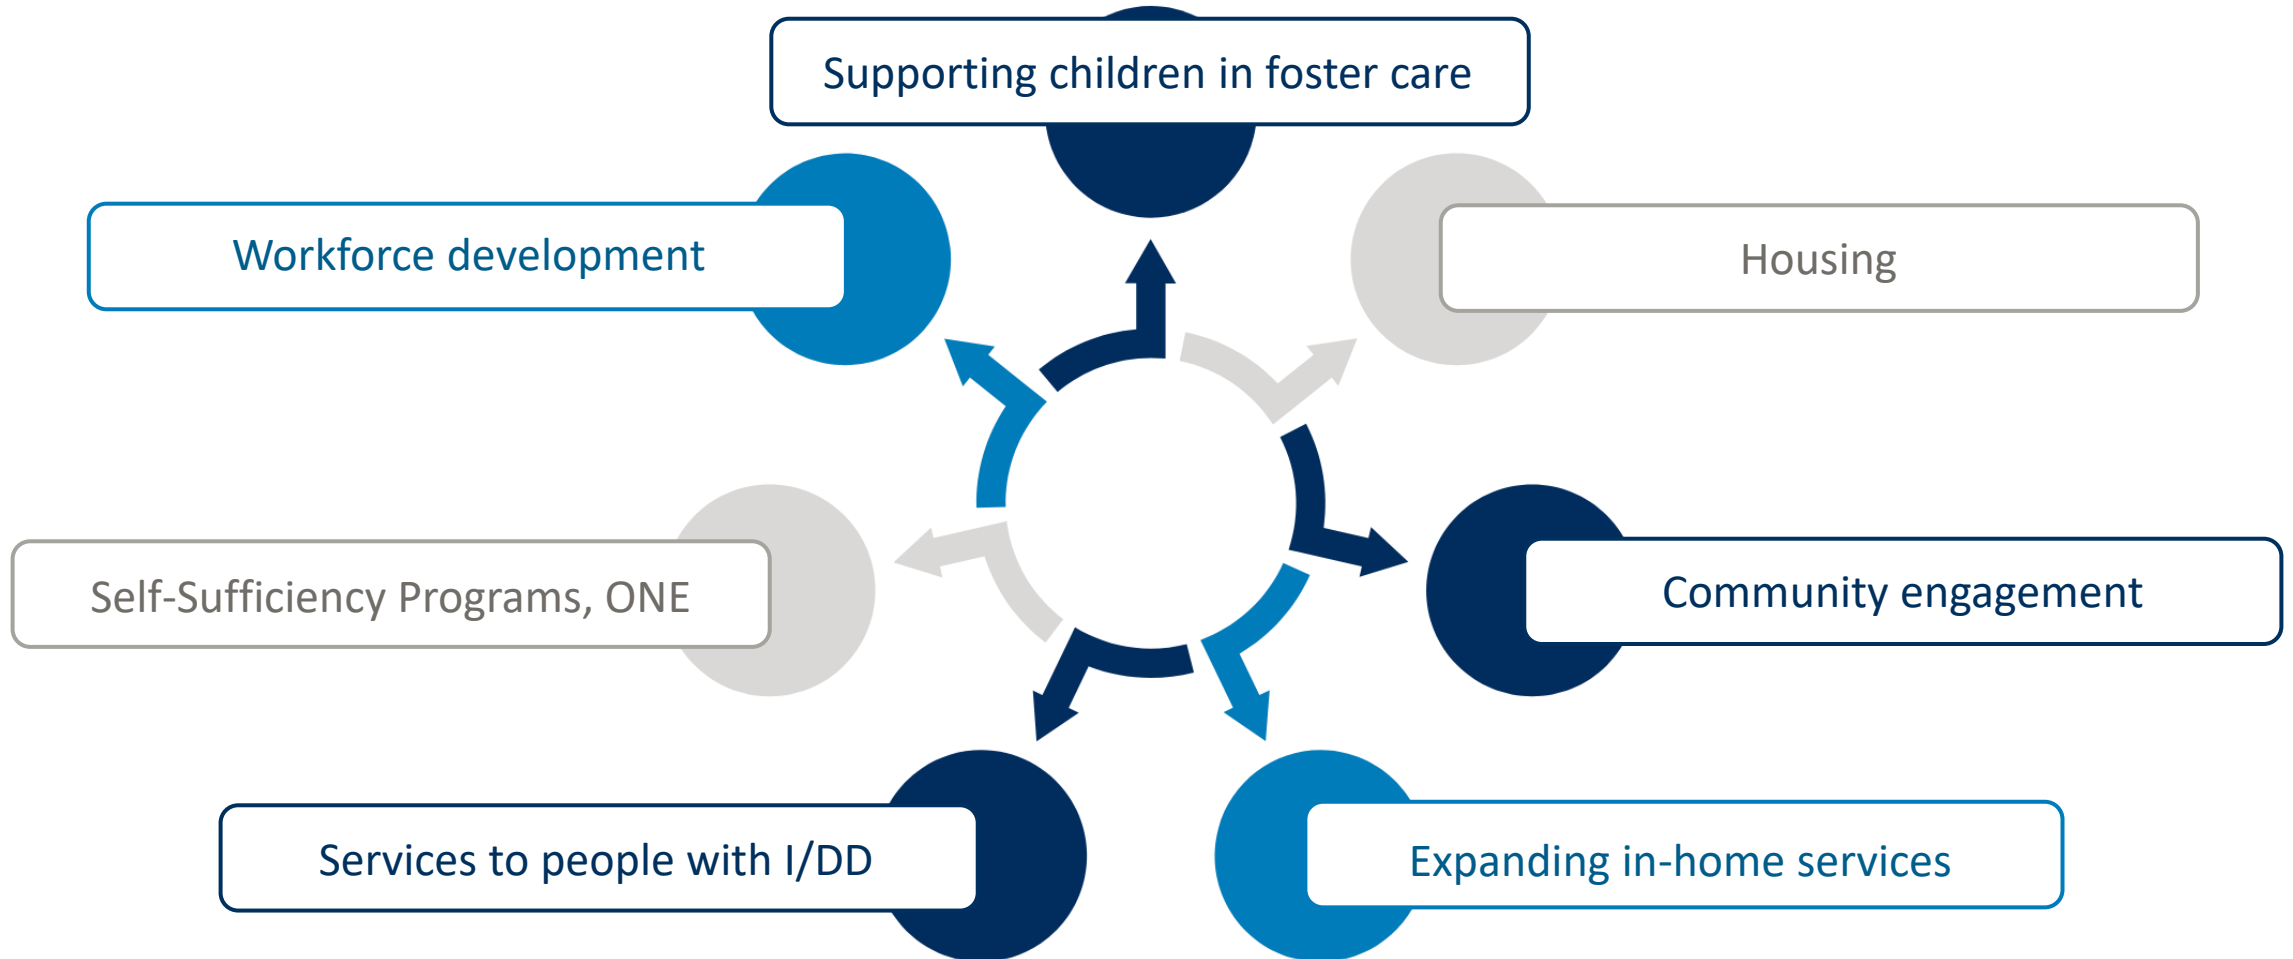 Supporting children in foster care
Workforce development
Housing
Self-Sufficiency Programs, ONE
Community engagement
Services to people with I/DD
Expanding in-home services